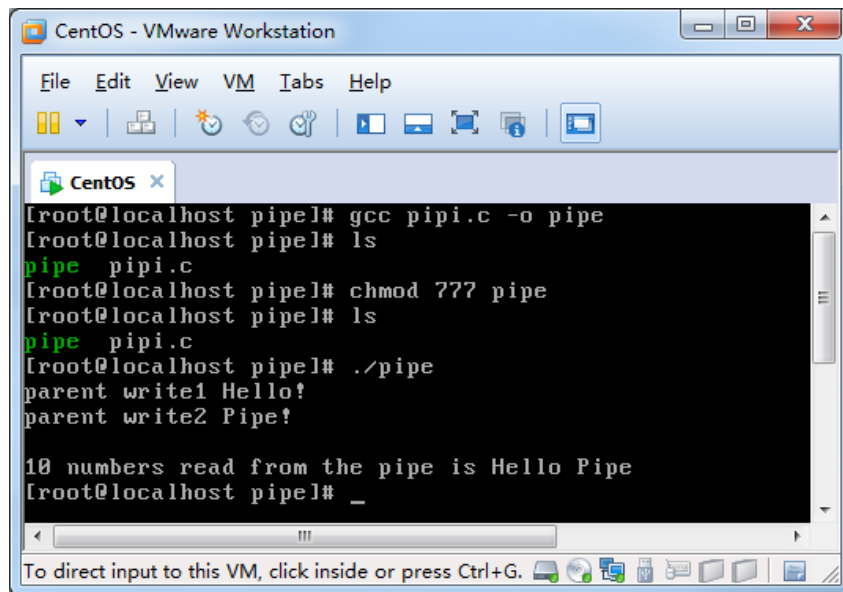 CentOS - VMware Workstation
File Edit View VM Tabs Help
CentOS
[root@localhost pipe]# gcc pipi.c -o pipe
[root@localhost pipe]# ls
pipe pipi.c
[root@localhost pipe]# chmod 777 pipe
[root@localhost pipe]# ls
pipe pipi.c
[root@localhost pipe]# ./pipe
parent write1 Hello!
parent write2 Pipe!
10 numbers read from the pipe is Hello Pipe
[root@localhost pipe]# _
To direct input to this VM, click inside or press Ctrl+G.